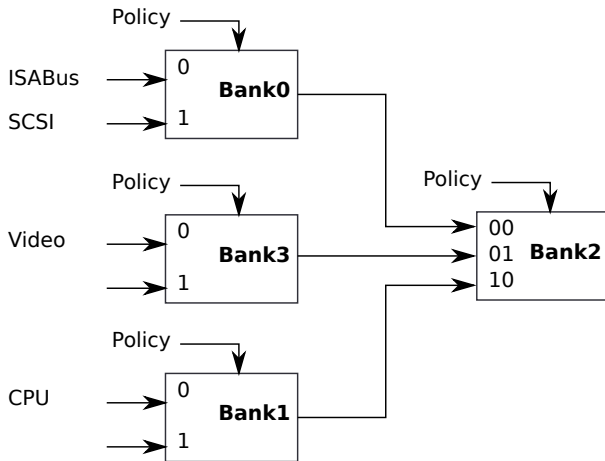 Policy
ISABus
0
Bank0
SCSI
1
Policy
Video
0
Bank3
1
Policy
00
01
Bank2
10
Policy
CPU
0
Bank1
1